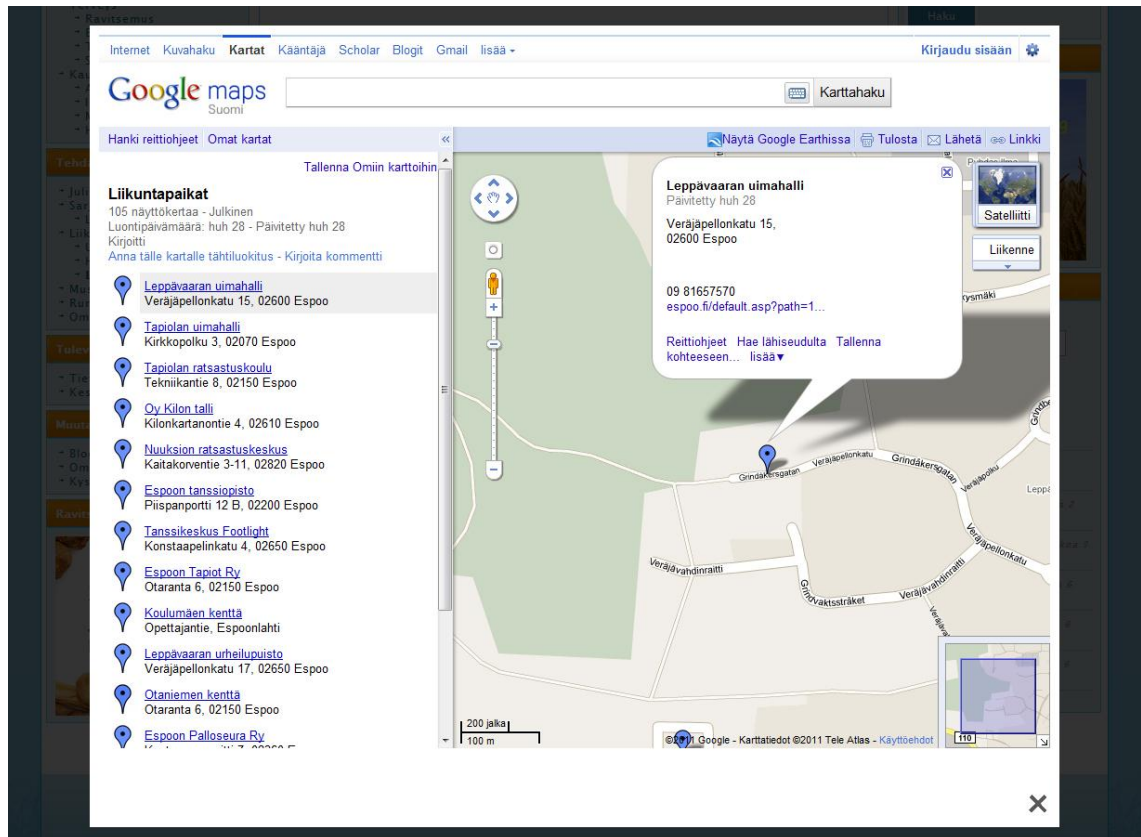 Ravitsemus
Haku
Internet Kuvahaku Kartat Kääntäjä Scholar Blogit Gmail lisää
Kirjaudu sisään
Google maps
Suomi
Karttahaku
Hanki reittiohjeet Omat kartat
«
Näytä Google Earthissa Tulosta Lähetä Linkki
Tallenna Omiin karttoihin
Liikuntapaikat
105 näyttökertaa - Julkinen
Luontipäivämäärä: huh 28 - Päivitetty huh 28
Kirjoitti
Anna tälle kartalle tähtiluokitus - Kirjoita kommentti
Leppävaaran uimahalli
Veräjäpellonkatu 15, 02600 Espoo
Tapiolan uimahalli
Kirkkopolku 3, 02070 Espoo
Tapiolan ratsastuskoulu
Tekniikantie 8, 02150 Espoo
Oy Kilon talli
Kilonkartanontie 4, 02610 Espoo
Nuuksion ratsastuskeskus
Kaitakorventie 3-11, 02820 Espoo
Espoon tanssiopisto
Piispanportti 12 B, 02200 Espoo
Tanssikeskus Footlight
Konstaapelinkatu 4, 02650 Espoo
Espoon Tapiot Ry
Otaranta 6, 02150 Espoo
Koulumäen kenttä
Opettajantie, Espoonlahti
Leppävaaran urheilupuisto
Veräjäpellonkatu 17, 02650 Espoo
Otaniemen kenttä
Otaranta 6, 02150 Espoo
Espoon Palloseura Ry
Leppävaaran uimahalli
Päivitetty huh 28
Veräjäpellonkatu 15,
02600 Espoo
09 81657570
espoo.fi/default.asp?path=1...
Reittiohjeet Hae lähiseudulta Tallenna
kohteeseen... lisää▼
Satelliitti
Liikenne
kysmäki
Grindåkersgatan
Veräjäpellonkatu
Grindåkersgatan
Veräjäpolku
Leppä
Veräjäpellonkatu
Veräjävahdinraitti
Grindvaktsstråket
Veräjävahdinraitti
200 jalka
100 m
©2011 Google - Karttatiedot ©2011 Tele Atlas - Käyttöehdot
110